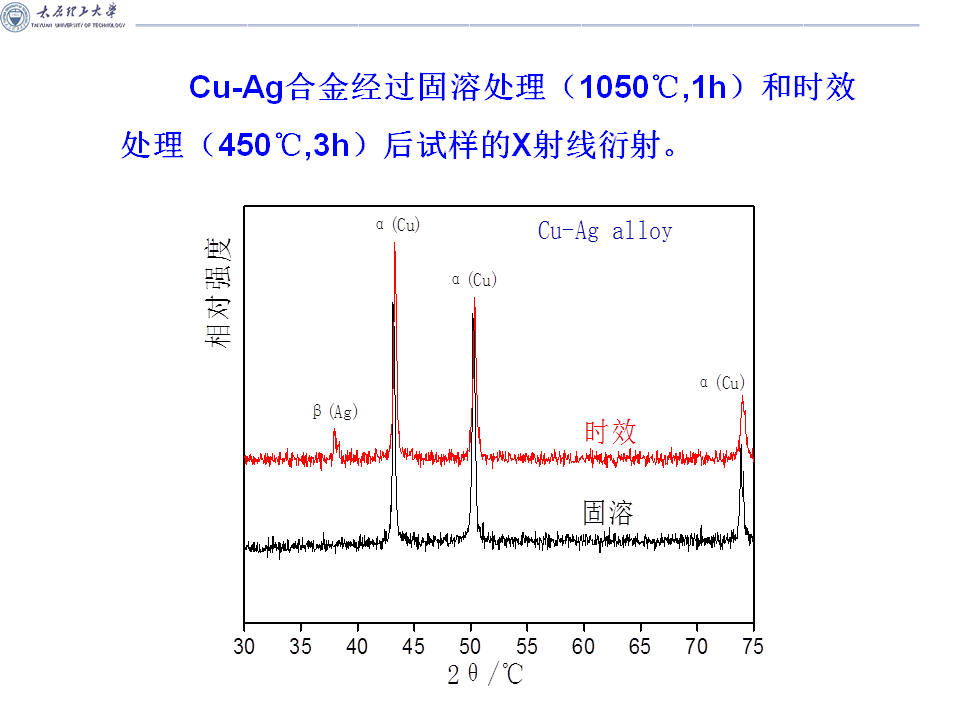 太原理工大学
TAIYUAN UNIVERSITY OF TECHNOLOGY
Cu-Ag合金经过固溶处理（1050℃,1h）和时效
处理（450℃,3h）后试样的X射线衍射。
α(Cu)
Cu-Ag alloy
α(Cu)
α(Cu)
β(Ag)
时效
固溶
相对强度
30 35 40 45 50 55 60 65 70 75
2θ/℃